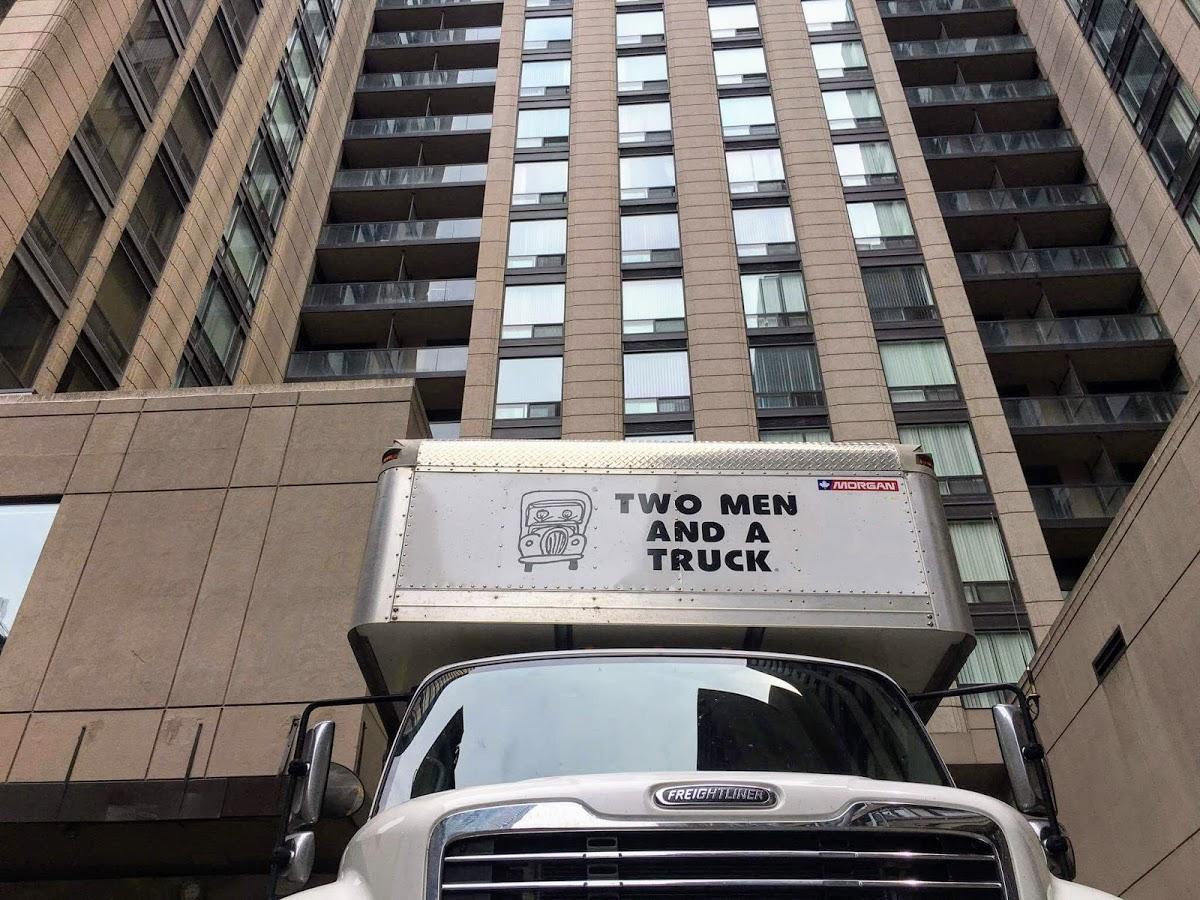 TWO MEN
AND A
TRUCK
MORGAN
FREIGHTLINER